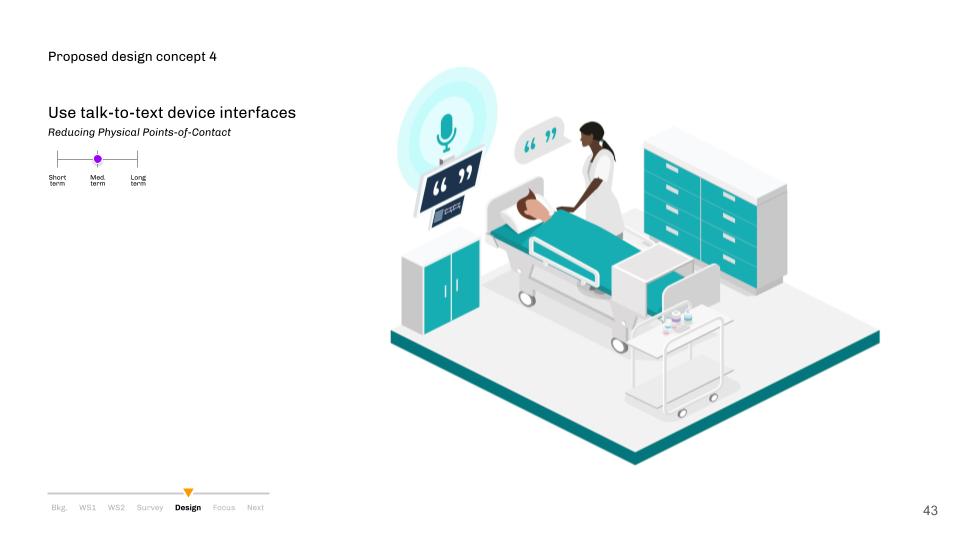 Proposed design concept 4
Use talk-to-text device interfaces
Reducing Physical Points-of-Contact
Short term
Med. term
Long term
“ ”
“ ”
Bkg. WS1 WS2 Survey Design Focus Next
43